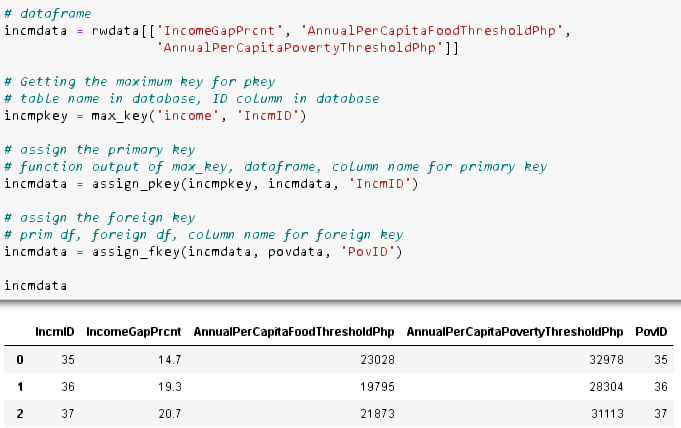 # dataframe
incmdata = rwdata[['IncomeGapPrcnt', 'AnnualPerCapitaFoodThresholdPhp',
'AnnualPerCapitaPovertyThresholdPhp']]
# Getting the maximum key for pkey
# table name in database, ID column in database
incmpkey = max_key('income', 'IncmID')
# assign the primary key
# function output of max_key, dataframe, column name for primary key
incmdata = assign_pkey(incmpkey, incmdata, 'IncmID')
# assign the foreign key
# prim df, foreign df, column name for foreign key
incmdata = assign_fkey(incmdata, povdata, 'PovID')
incmdata
IncmID IncomeGapPrcnt AnnualPerCapitaFoodThresholdPhp AnnualPerCapitaPovertyThresholdPhp PovID
0 35 14.7 23028 32978 35
1 36 19.3 19795 28304 36
2 37 20.7 21873 31113 37